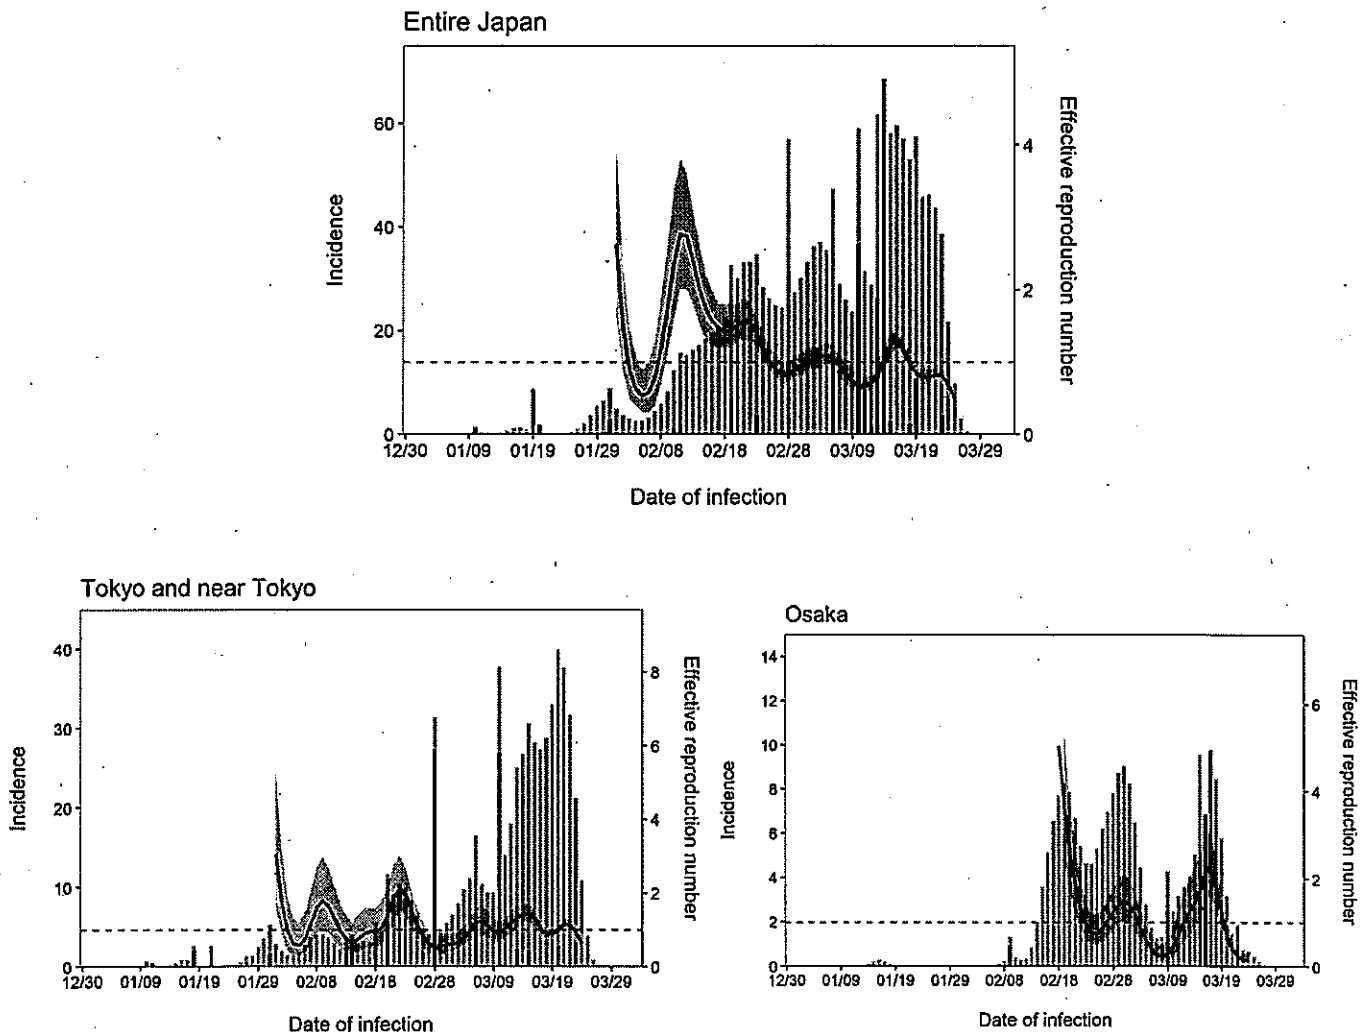 Entire Japan
60
40
20
0
Incidence
4
2
0
Effective reproduction number
12/30 01/09 01/19 01/29 02/08 02/18 02/28 03/09 03/19 03/29
Date of infection
Tokyo and near Tokyo
40
30
20
10
0
Incidence
8
6
4
2
0
Effective reproduction number
12/30 01/09 01/19 01/29 02/08 02/18 02/28 03/09 03/19 03/29
Date of infection
Osaka
14
12
10
8
6
4
2
0
Incidence
6
4
2
0
Effective reproduction number
12/30 01/09 01/19 01/29 02/08 02/18 02/28 03/09 03/19 03/29
Date of infection